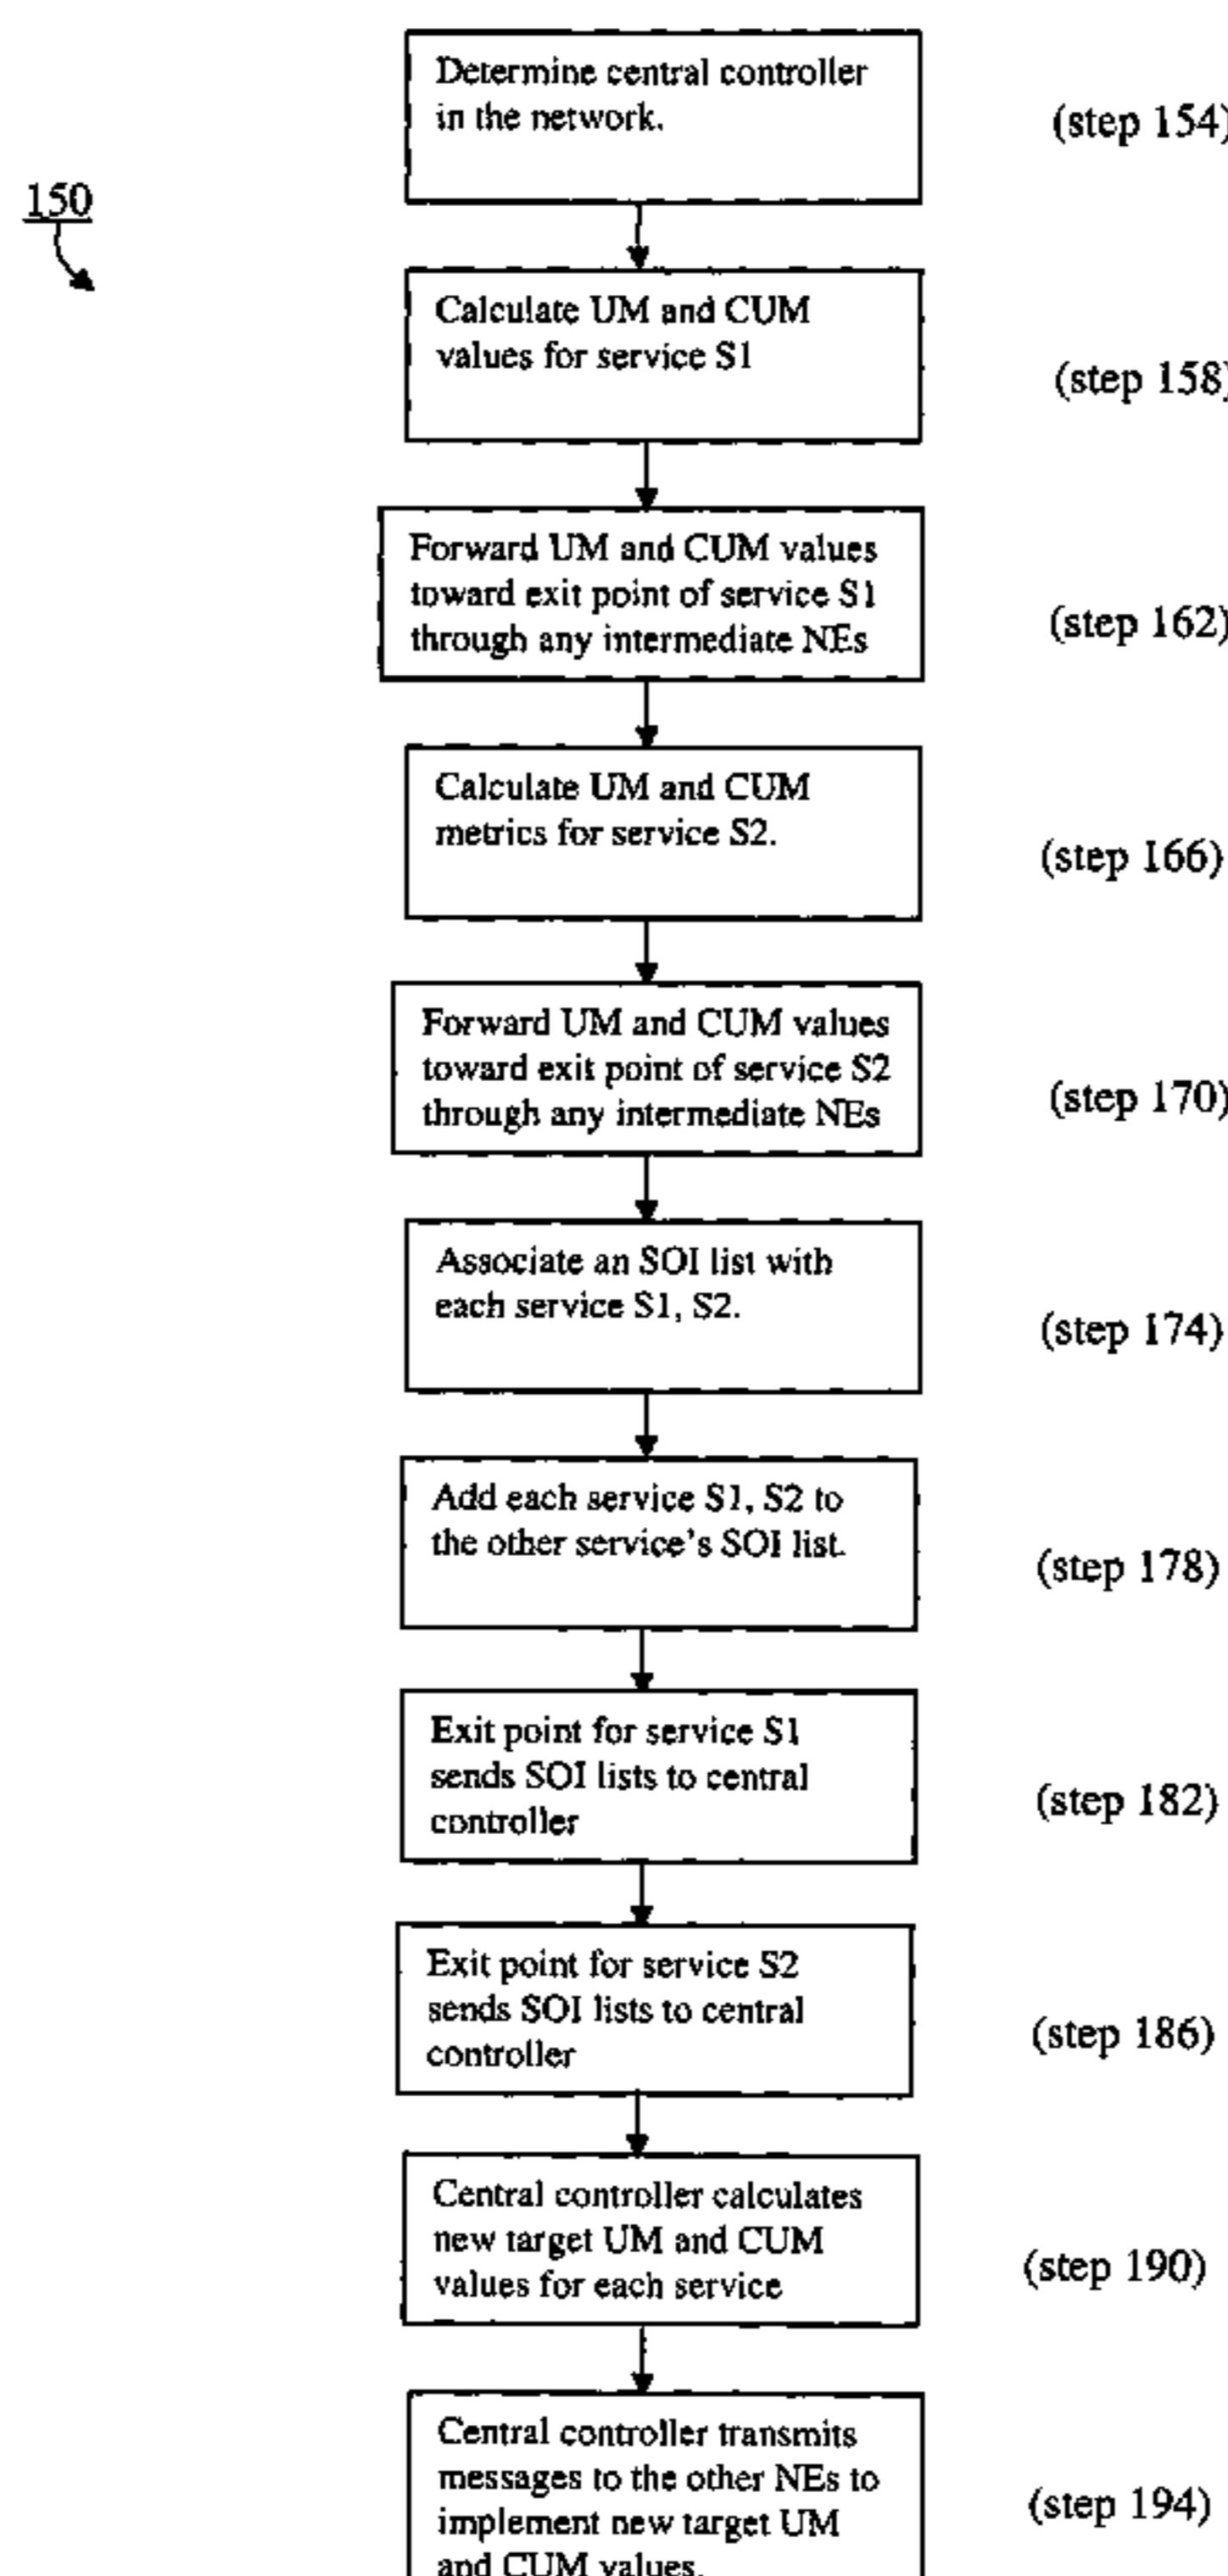 Determine central controller
in the network.
(step 154)
150
Calculate UM and CUM
values for service S1
(step 158)
Forward UM and CUM values
toward exit point of service S1
through any intermediate NEs
(step 162)
Calculate UM and CUM
metrics for service S2.
(step 166)
Forward UM and CUM values
toward exit point of service S2
through any intermediate NEs
(step 170)
Associate an SOI list with
each service S1, S2.
(step 174)
Add each service S1, S2 to
the other service's SOI list.
(step 178)
Exit point for service S1
sends SOI lists to central
controller
(step 182)
Exit point for service S2
sends SOI lists to central
controller
(step 186)
Central controller calculates
new target UM and CUM
values for each service
(step 190)
Central controller transmits
messages to the other NEs to
implement new target UM
and CUM values.
(step 194)